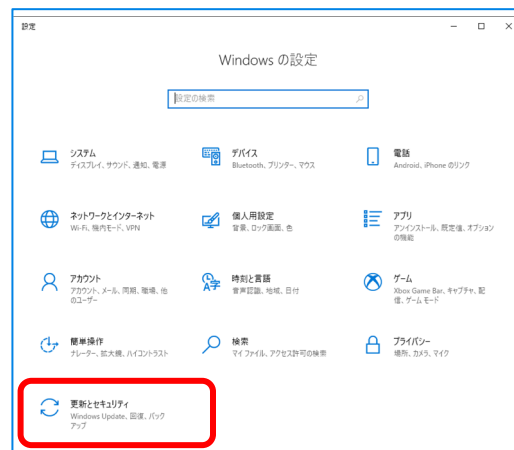 設定
Windows の設定
設定の検索
システム
ディスプレイ、サウンド、通知、電源
デバイス
Bluetooth、プリンター、マウス
電話
Android、iPhone のリンク
ネットワークとインターネット
Wi-Fi、機内モード、VPN
個人用設定
背景、ロック画面、色
アプリ
アンインストール、既定値、オプション
の機能
アカウント
アカウント、メール、同期、職場、他
のユーザー
時刻と言語
音声認識、地域、日付
ゲーム
Xbox Game Bar、キャプチャ、配
信、ゲーム モード
簡単操作
ナレーター、拡大鏡、ハイコントラスト
検索
マイ ファイル、アクセス許可の検索
プライバシー
場所、カメラ、マイク
更新とセキュリティ
Windows Update、回復、バック
アップ